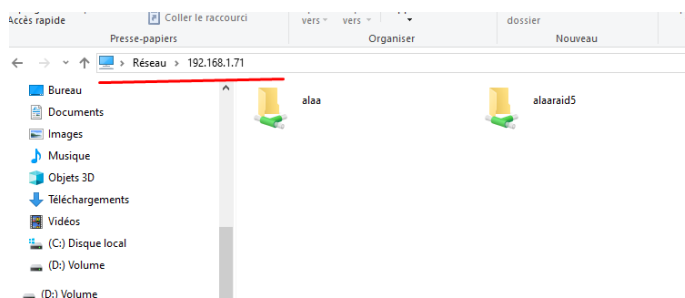 Accès rapide
Coller le raccourci
vers
vers
dossier
Presse-papiers
Organiser
Nouveau
Réseau > 192.168.1.71
Bureau
Documents
Images
Musique
Objets 3D
Téléchargements
Vidéos
(C:) Disque local
(D:) Volume
(D:) Volume
alaa
alaaraid5